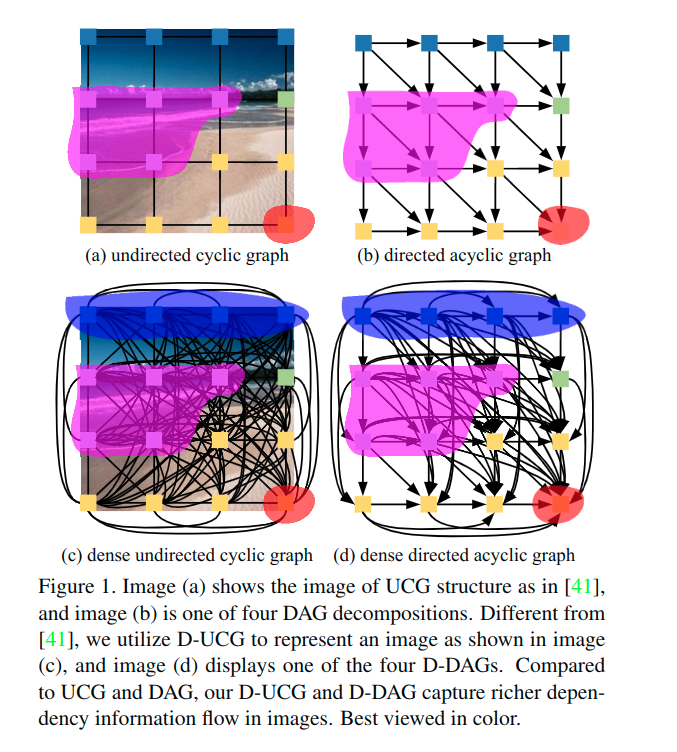 (a) undirected cyclic graph
(b) directed acyclic graph
(c) dense undirected cyclic graph
(d) dense directed acyclic graph
Figure 1. Image (a) shows the image of UCG structure as in [41],
and image (b) is one of four DAG decompositions. Different from
[41], we utilize D-UCG to represent an image as shown in image
(c), and image (d) displays one of the four D-DAGs. Compared
to UCG and DAG, our D-UCG and D-DAG capture richer depen-
dency information flow in images. Best viewed in color.